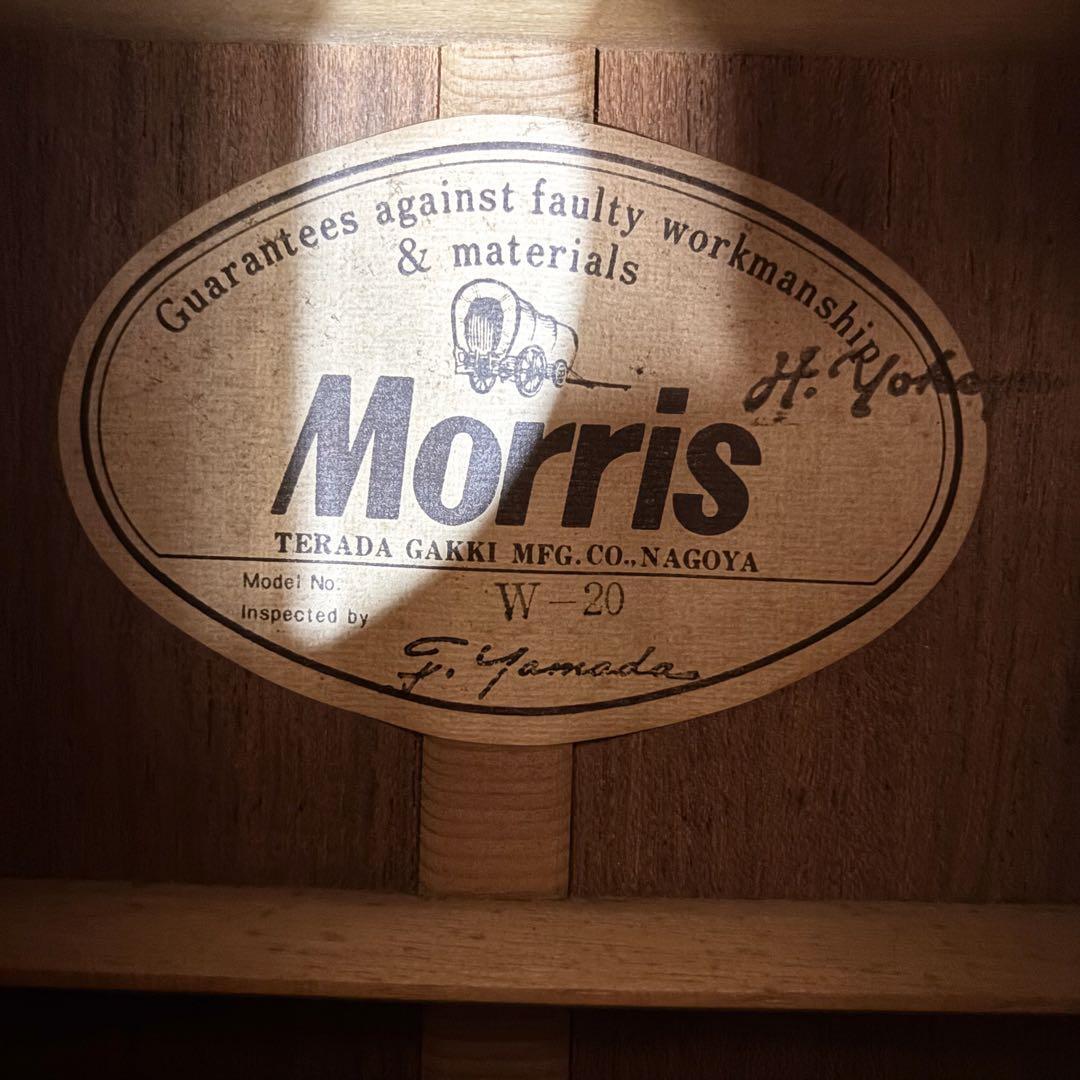 Guarantees against faulty workmanship
& materials
H.
Morris
TERADA GAKKI MFG.CO.,NAGOYA
Model No. W-20
Inspected by
F. Yamada